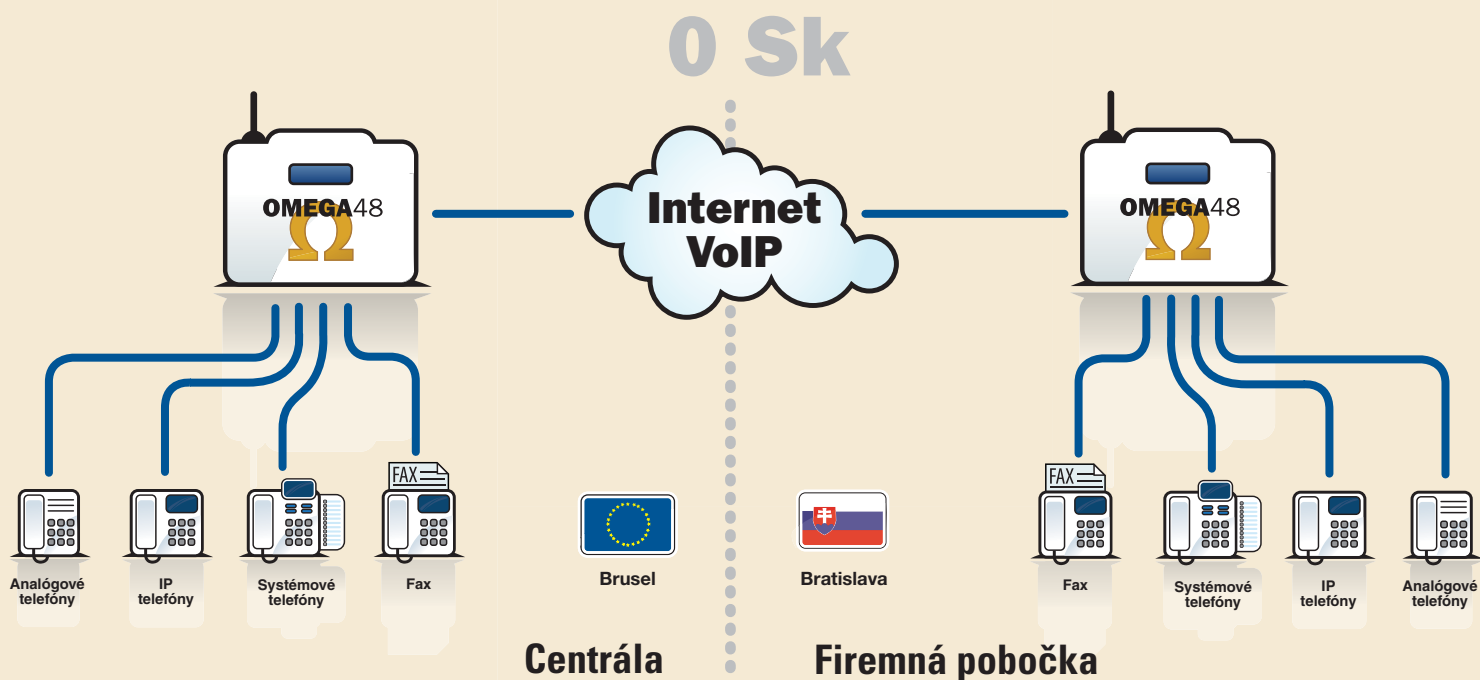 0 Sk
OMEGA48
Ω
Internet
VoIP
OMEGA48
Ω
FAX
FAX
Analógové
telefóny
IP
telefóny
Systémové
telefóny
Fax
Brusel
Bratislava
Fax
Systémové
telefóny
IP
telefóny
Analógové
telefóny
Centrála
Firemná pobočka